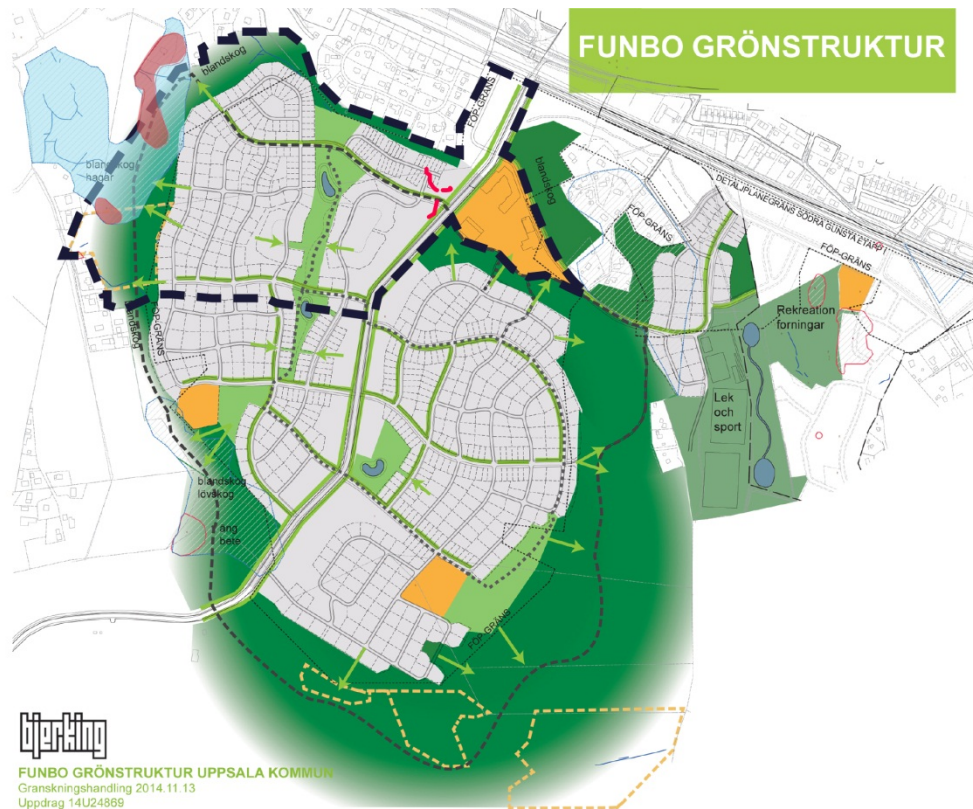 FUNBO GRÖNSTRUKTUR
blandskog
FÖP-GRÄNS
blandskog
blandskog
hagar
DETALJPLANEGRÄNS SÖDRA GUNSTA ETAPP I
FÖP-GRÄNS
FÖP-GRÄNS
Rekreation
forningar
FÖP-GRÄNS
Lek
och
sport
blandskog
lövskog
äng
bete
FÖP-GRÄNS
bjerking
FUNBO GRÖNSTRUKTUR UPPSALA KOMMUN
Granskningshandling 2014.11.13
Uppdrag 14U24869